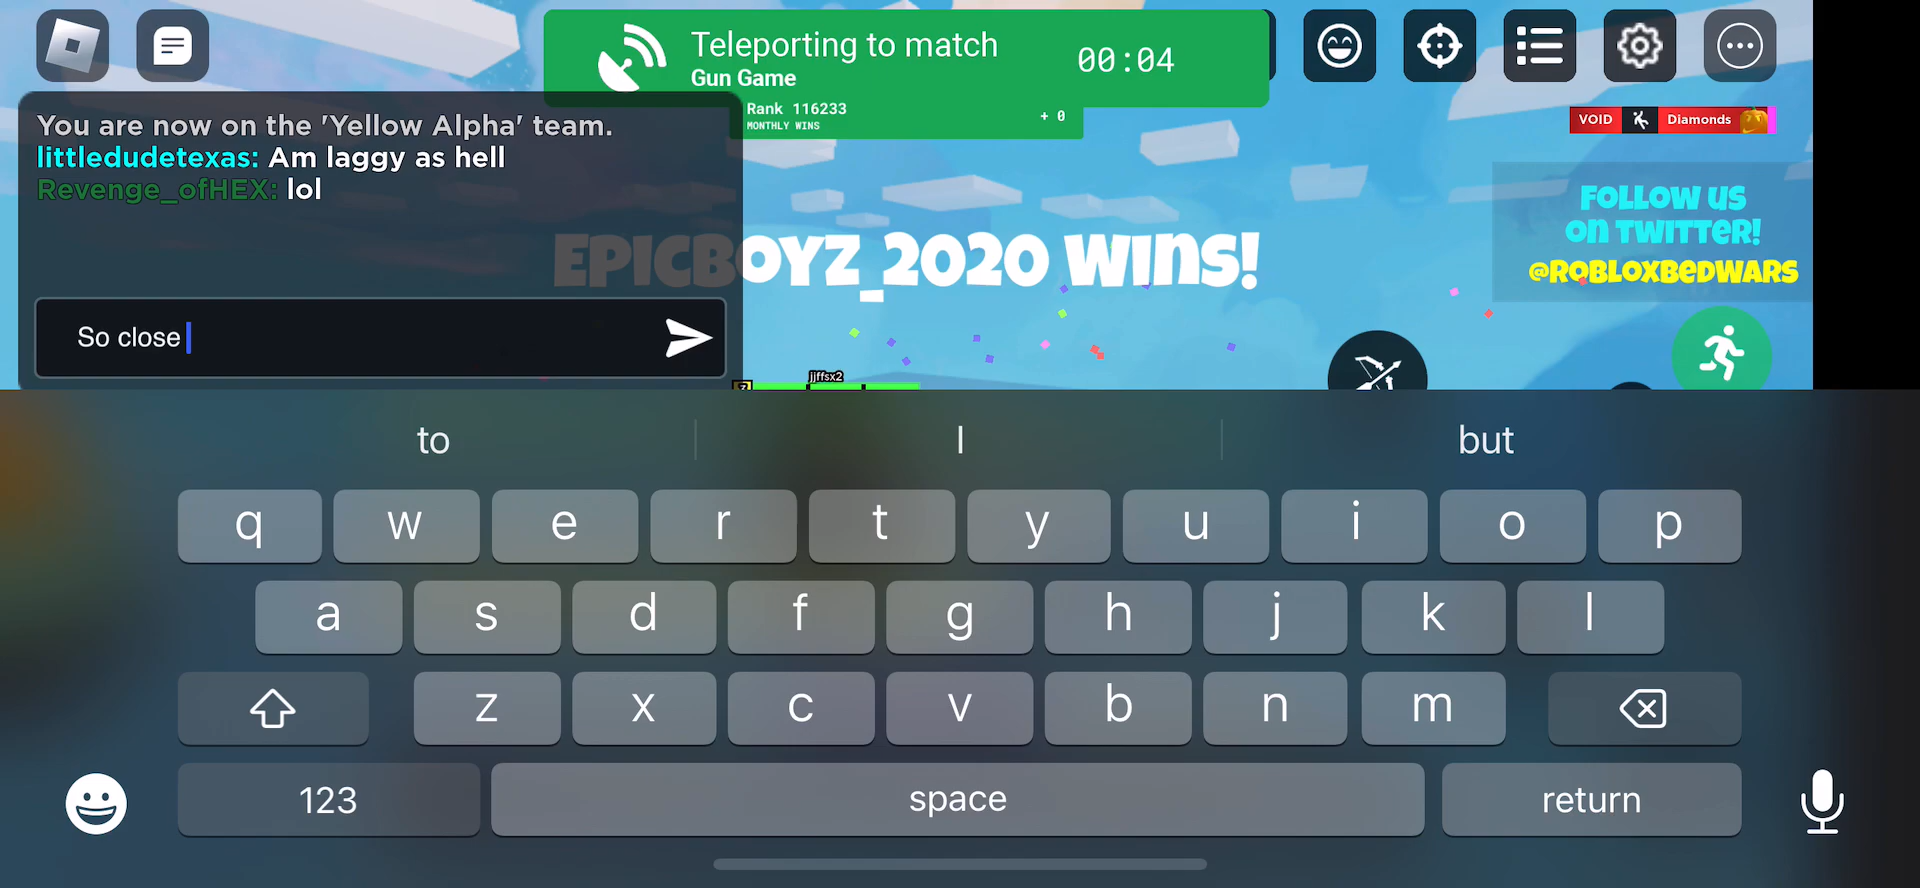 Teleporting to match
Gun Game
00:04
Rank 116233
MONTHLY WINS
+ 0
You are now on the 'Yellow Alpha' team.
littledudetexas: Am laggy as hell
Revenge_ofHEX: lol
VOID Diamonds
FOLLOW US
ON TWITTER!
@ROBLOXBEDWARS
EPICBOYZ_2020 WINS!
So close
jjffsx2
to I but
q w e r t y u i o p
a s d f g h j k l
z x c v b n m
123 space return